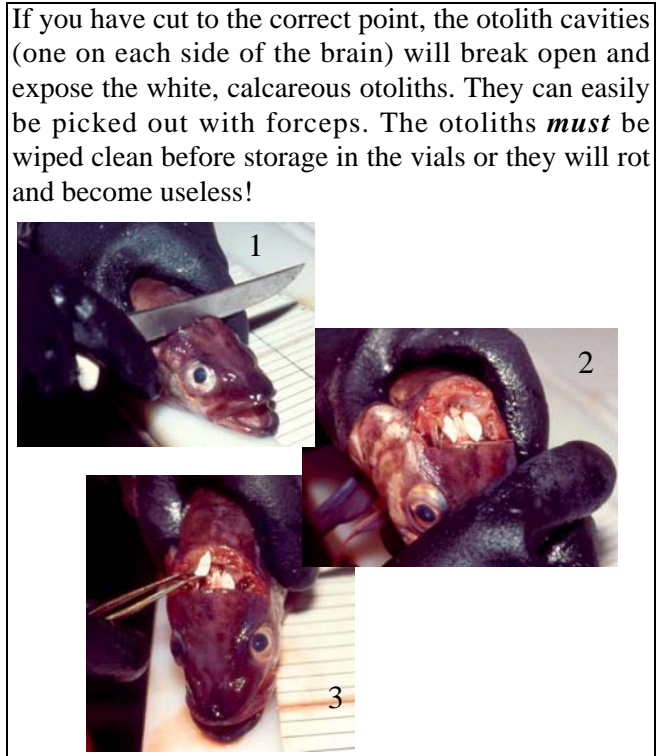 If you have cut to the correct point, the otolith cavities
(one on each side of the brain) will break open and
expose the white, calcareous otoliths. They can easily
be picked out with forceps. The otoliths must be
wiped clean before storage in the vials or they will rot
and become useless!
1
2
3